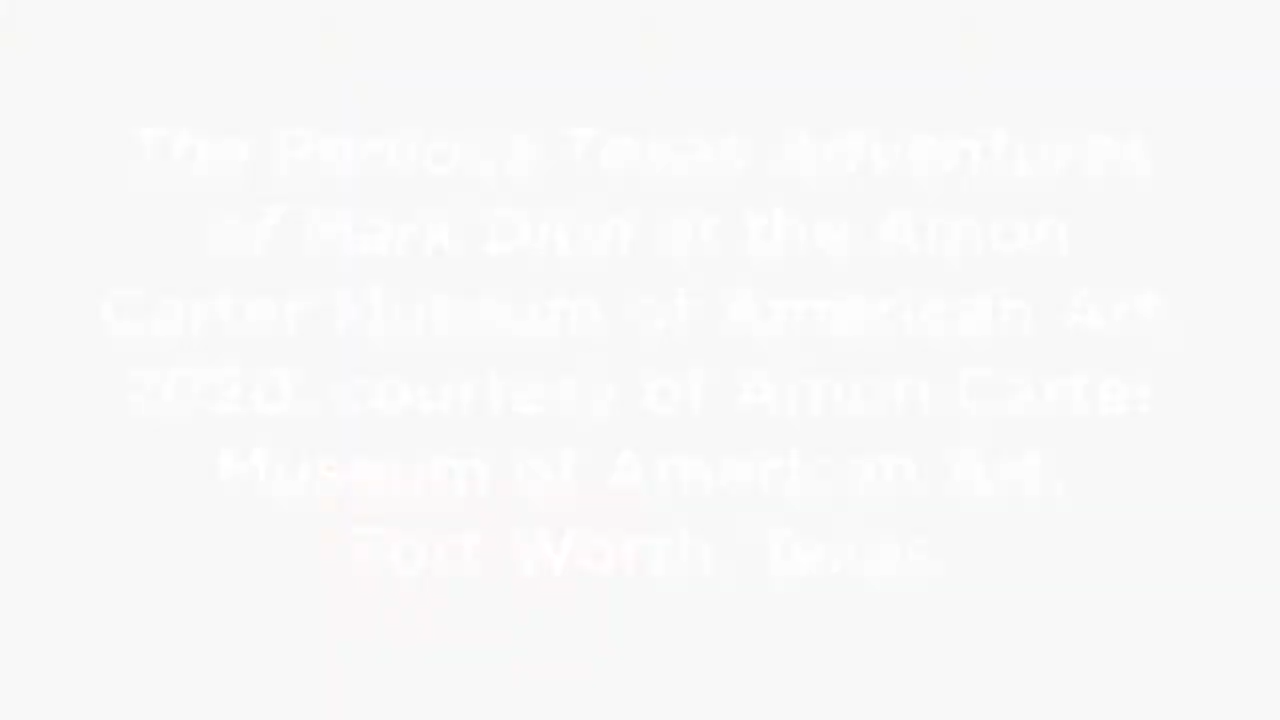 The Perilous Texas Adventures
of Mark Dion at the Amon
Carter Museum of American Art,
2020, courtesy of Amon Carter
Museum of American Art,
Fort Worth, Texas